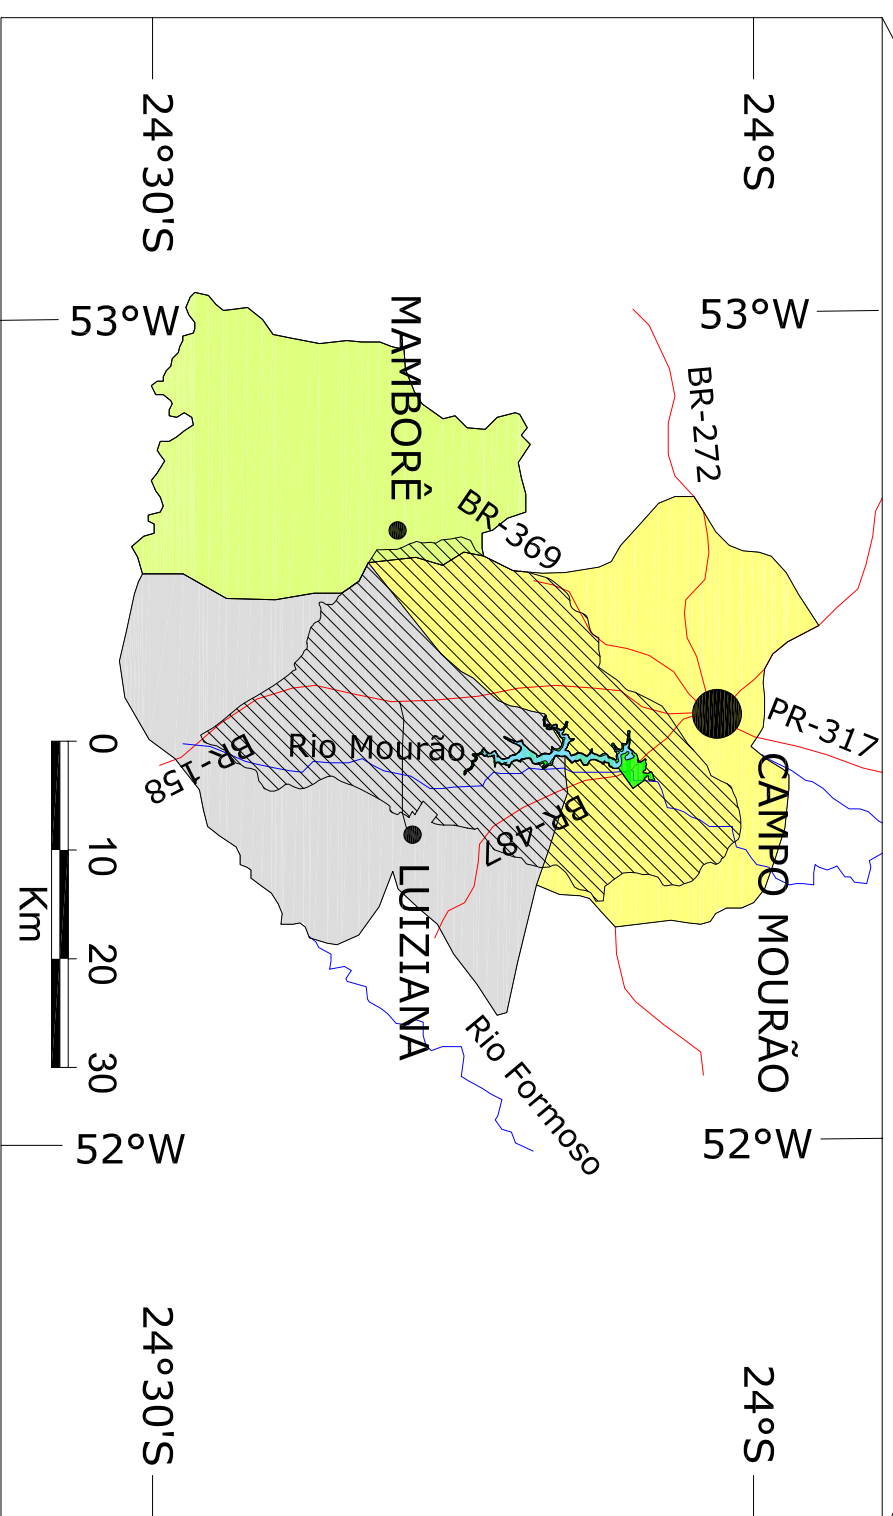 24°S
24°S
24°30'S
24°30'S
53°W
53°W
52°W
52°W
BR-272
PR-317
CAMPO MOURÃO
BR-369
MAMBORÊ
BR-487
Rio Mourão
BR-158
LUIZIANA
Rio Formoso
0
10
20
30
Km